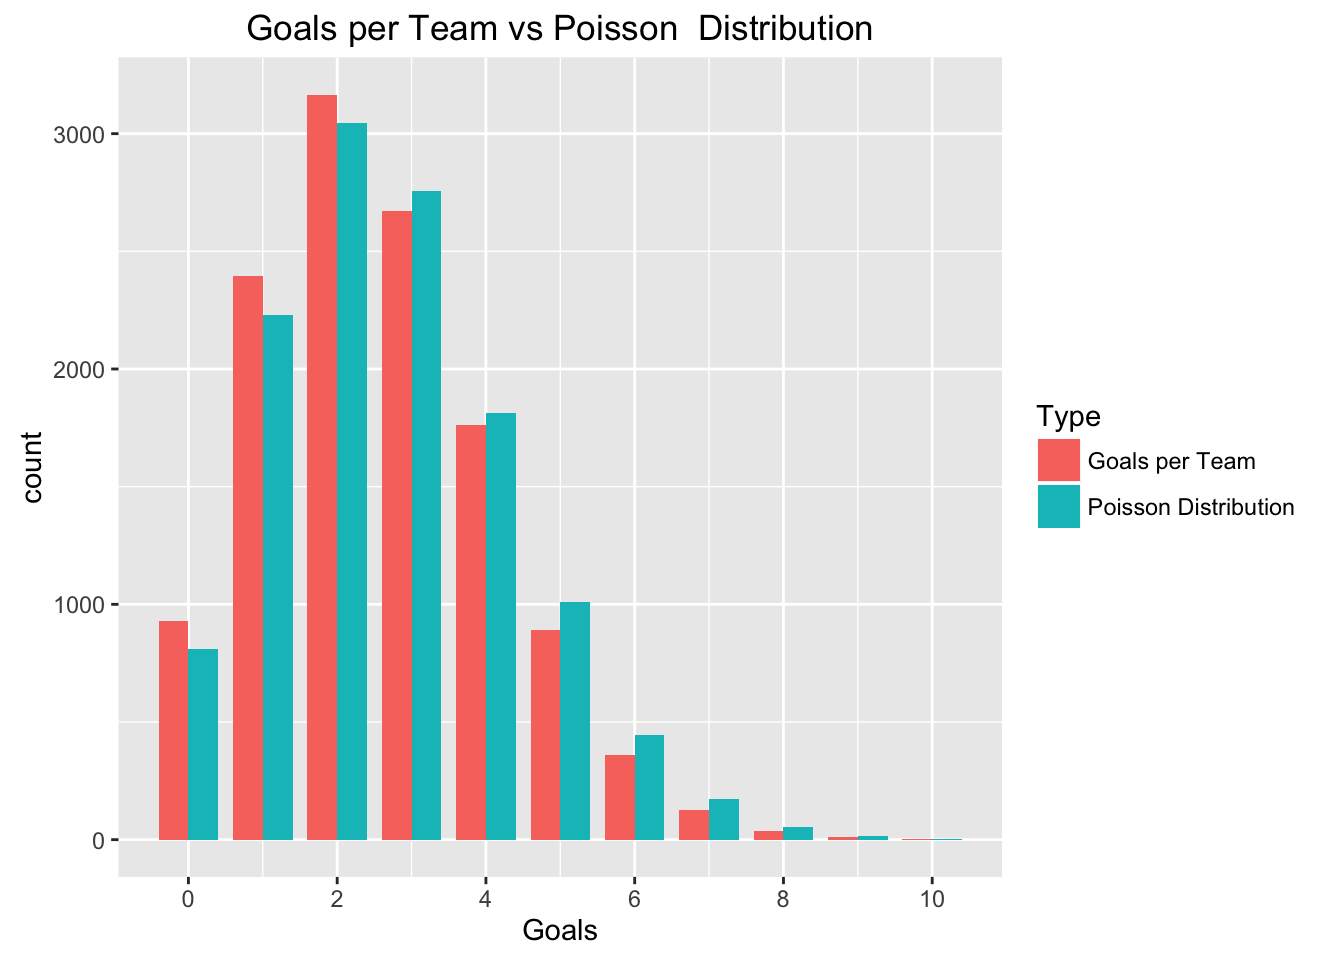 Goals per Team vs Poisson  Distribution
3000
2000
1000
0
count
0 2 4 6 8 10
Goals
Type
Goals per Team
Poisson Distribution